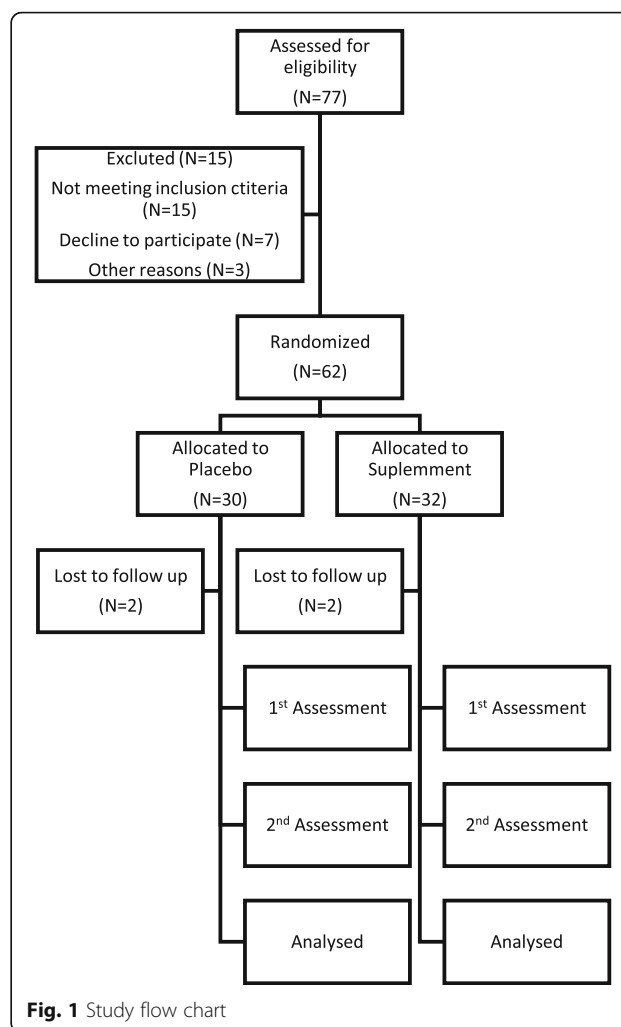 Assessed for
eligibility
(N=77)
Excluted (N=15)
Not meeting inclusion ctiteria
(N=15)
Decline to participate (N=7)
Other reasons (N=3)
Randomized
(N=62)
Allocated to
Placebo
(N=30)
Allocated to
Suplemment
(N=32)
Lost to follow up
(N=2)
Lost to follow up
(N=2)
1st Assessment
1st Assessment
2nd Assessment
2nd Assessment
Analysed
Analysed
Fig. 1 Study flow chart